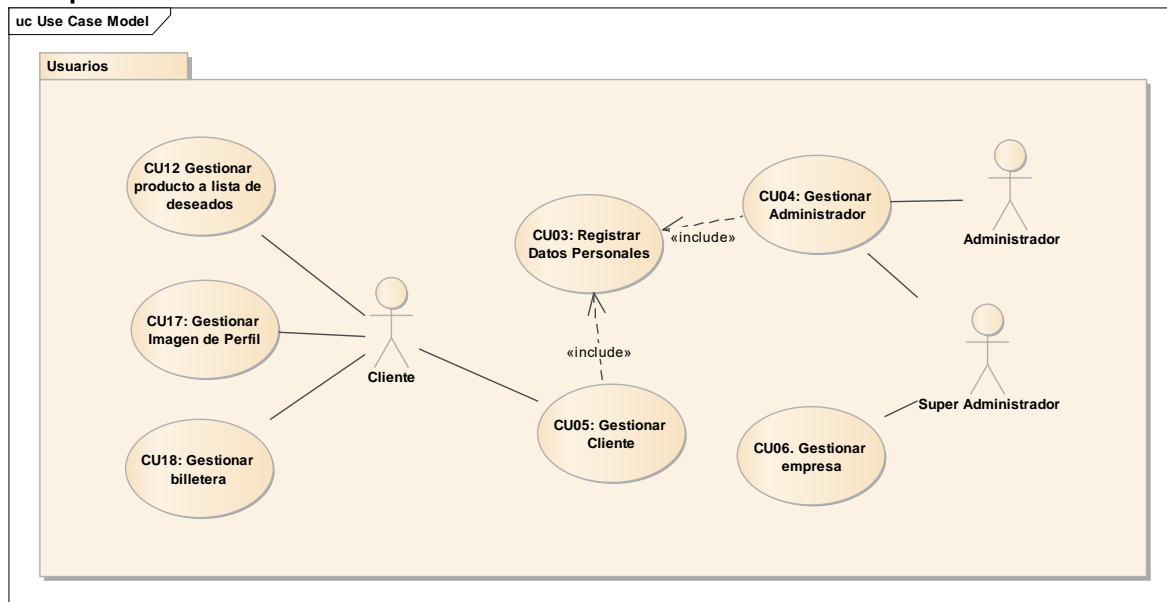 uc Use Case Model
Usuarios
CU12 Gestionar
producto a lista de
deseados
CU17: Gestionar
Imagen de Perfil
CU18: Gestionar
billetera
Cliente
CU03: Registrar
Datos Personales
«include»
«include»
CU05: Gestionar
Cliente
CU04: Gestionar
Administrador
Administrador
Super Administrador
CU06. Gestionar
empresa